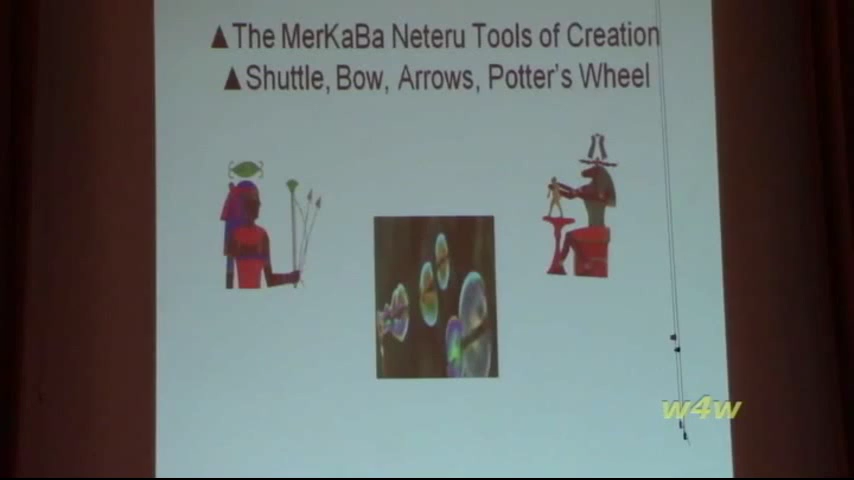 ▲The MerKaBa Neteru Tools of Creation
▲Shuttle, Bow, Arrows, Potter's Wheel
w4w